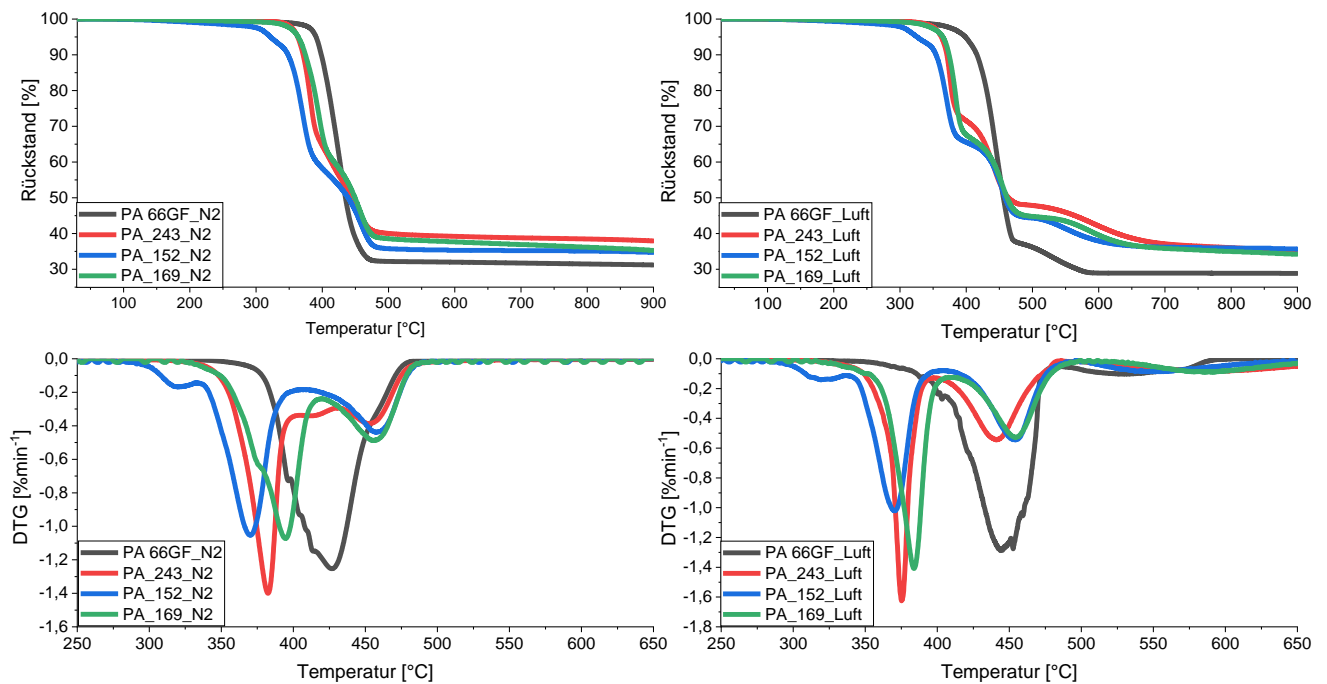 100
90
80
70
60
50
40
30
Rückstand [%]
PA 66GF_N2
PA_243_N2
PA_152_N2
PA_169_N2
100 200 300 400 500 600 700 800 900
Temperatur [°C]
100
90
80
70
60
50
40
30
Rückstand [%]
PA 66GF_Luft
PA_243_Luft
PA_152_Luft
PA_169_Luft
100 200 300 400 500 600 700 800 900
Temperatur [°C]
0,0
-0,2
-0,4
-0,6
-0,8
-1,0
-1,2
-1,4
-1,6
DTG [%min-1]
PA 66GF_N2
PA_243_N2
PA_152_N2
PA_169_N2
250 300 350 400 450 500 550 600 650
Temperatur [°C]
0,0
-0,2
-0,4
-0,6
-0,8
-1,0
-1,2
-1,4
-1,6
-1,8
DTG [%min-1]
PA 66GF_Luft
PA_243_Luft
PA_152_Luft
PA_169_Luft
250 300 350 400 450 500 550 600 650
Temperatur [°C]